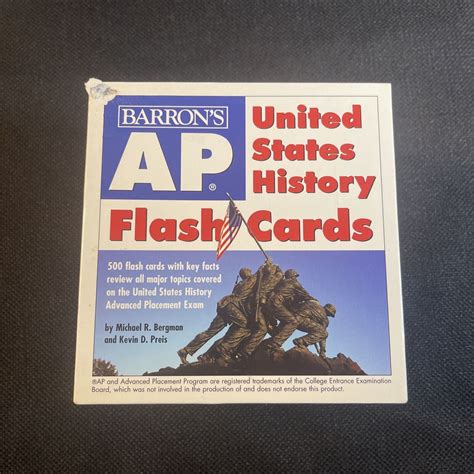 BARRON'S
AP®
United
States
History
Flash Cards
500 flash cards with key facts
review all major topics covered
on the United States History
Advanced Placement Exam
by Michael R. Bergman
and Kevin D. Preis
®AP and Advanced Placement Program are registered trademarks of the College Entrance Examination
Board, which was not involved in the production of and does not endorse this product.